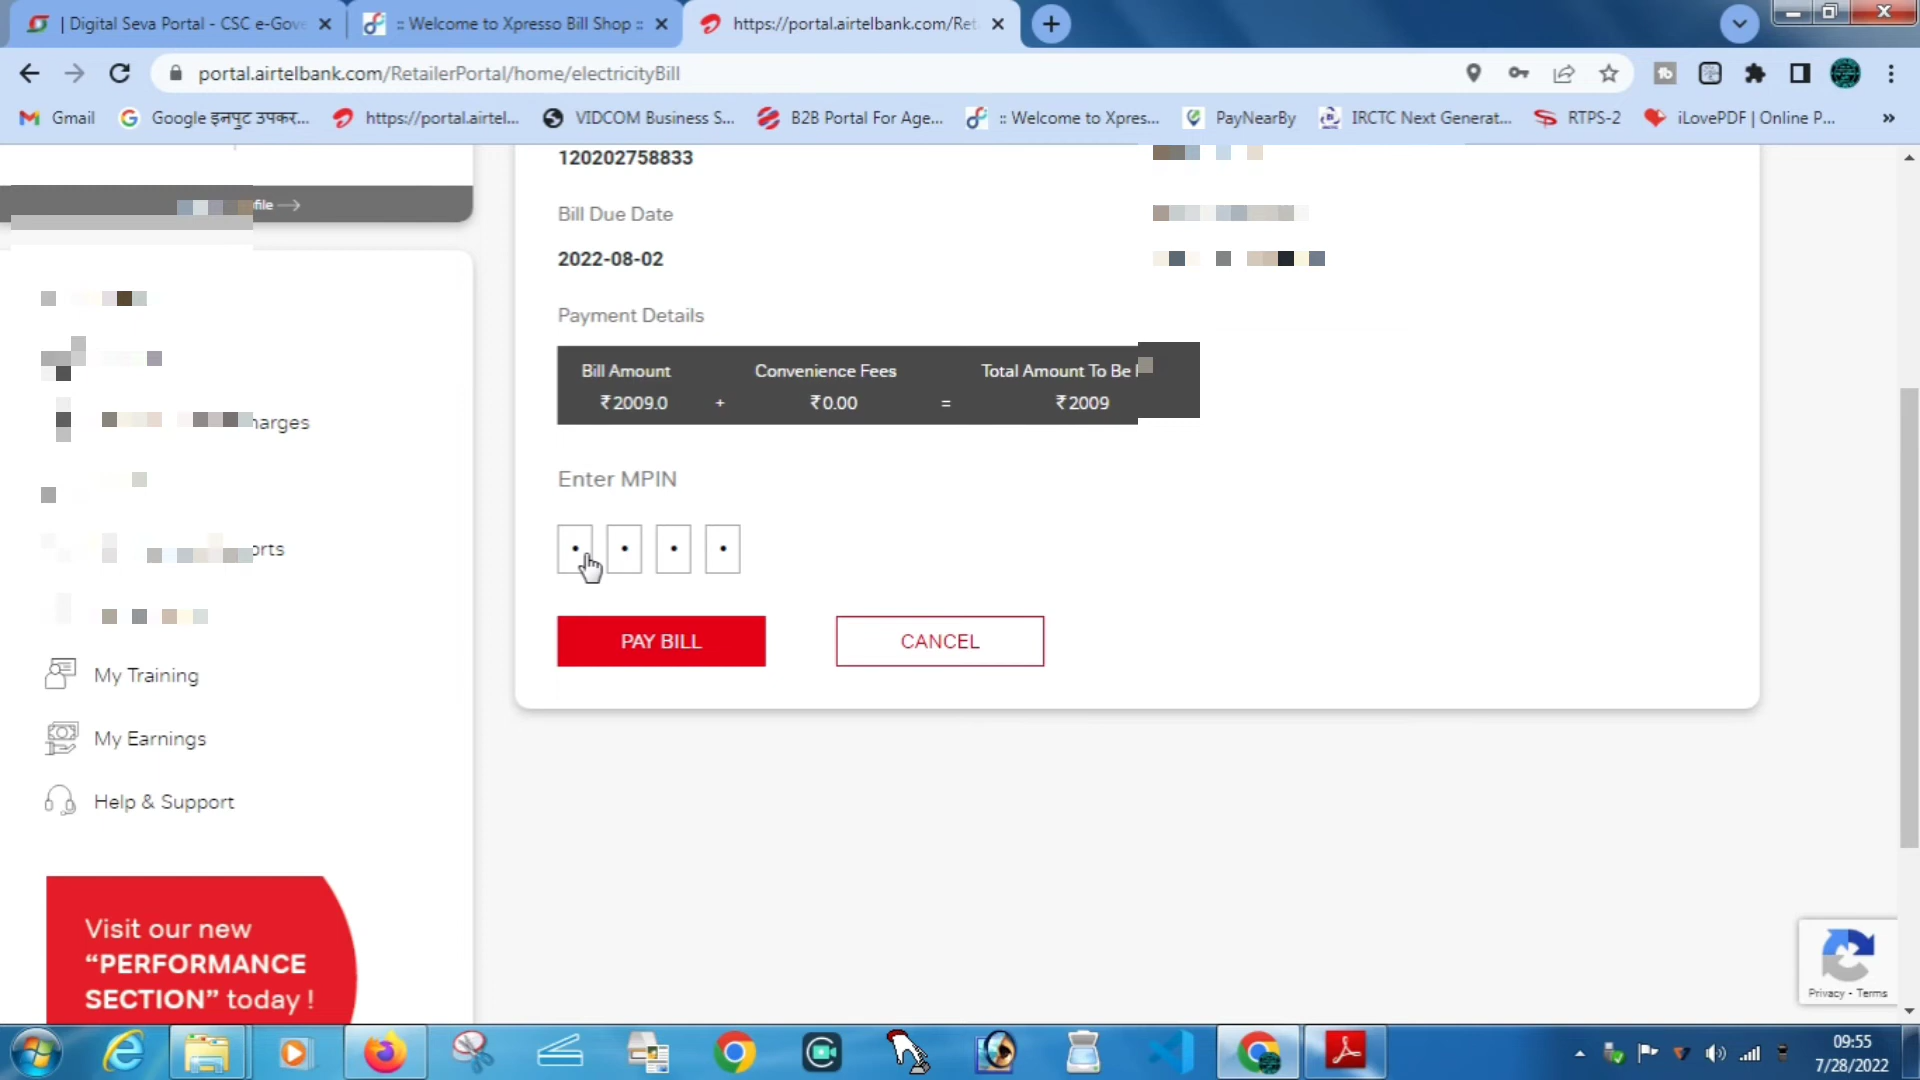 | Digital Seva Portal - CSC e-Gove
:: Welcome to Xpresso Bill Shop ::
https://portal.airtelbank.com/Ret
portal.airtelbank.com/RetailerPortal/home/electricityBill
Gmail
Google इनपुट उपकर...
https://portal.airtel...
VIDCOM Business S...
B2B Portal For Age...
:: Welcome to Xpres...
PayNearBy
IRCTC Next Generat...
RTPS-2
iLovePDF | Online P...
»
120202758833
Bill Due Date
2022-08-02
Payment Details
Bill Amount Convenience Fees Total Amount To Be
₹2009.0 + ₹0.00 = ₹2009
Enter MPIN
PAY BILL
CANCEL
My Training
My Earnings
Help & Support
Visit our new
“PERFORMANCE
SECTION” today !
Privacy - Terms
09:55
7/28/2022